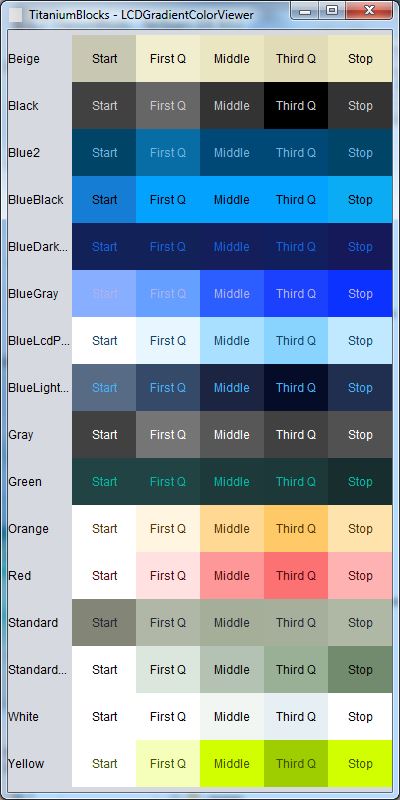 TitaniumBlocks - LCDGradientColorViewer
Beige Start First Q Middle Third Q Stop
Black Start First Q Middle Third Q Stop
Blue2 Start First Q Middle Third Q Stop
BlueBlack Start First Q Middle Third Q Stop
BlueDark... Start First Q Middle Third Q Stop
BlueGray Start First Q Middle Third Q Stop
BlueLcdP... Start First Q Middle Third Q Stop
BlueLight... Start First Q Middle Third Q Stop
Gray Start First Q Middle Third Q Stop
Green Start First Q Middle Third Q Stop
Orange Start First Q Middle Third Q Stop
Red Start First Q Middle Third Q Stop
Standard Start First Q Middle Third Q Stop
Standard... Start First Q Middle Third Q Stop
White Start First Q Middle Third Q Stop
Yellow Start First Q Middle Third Q Stop